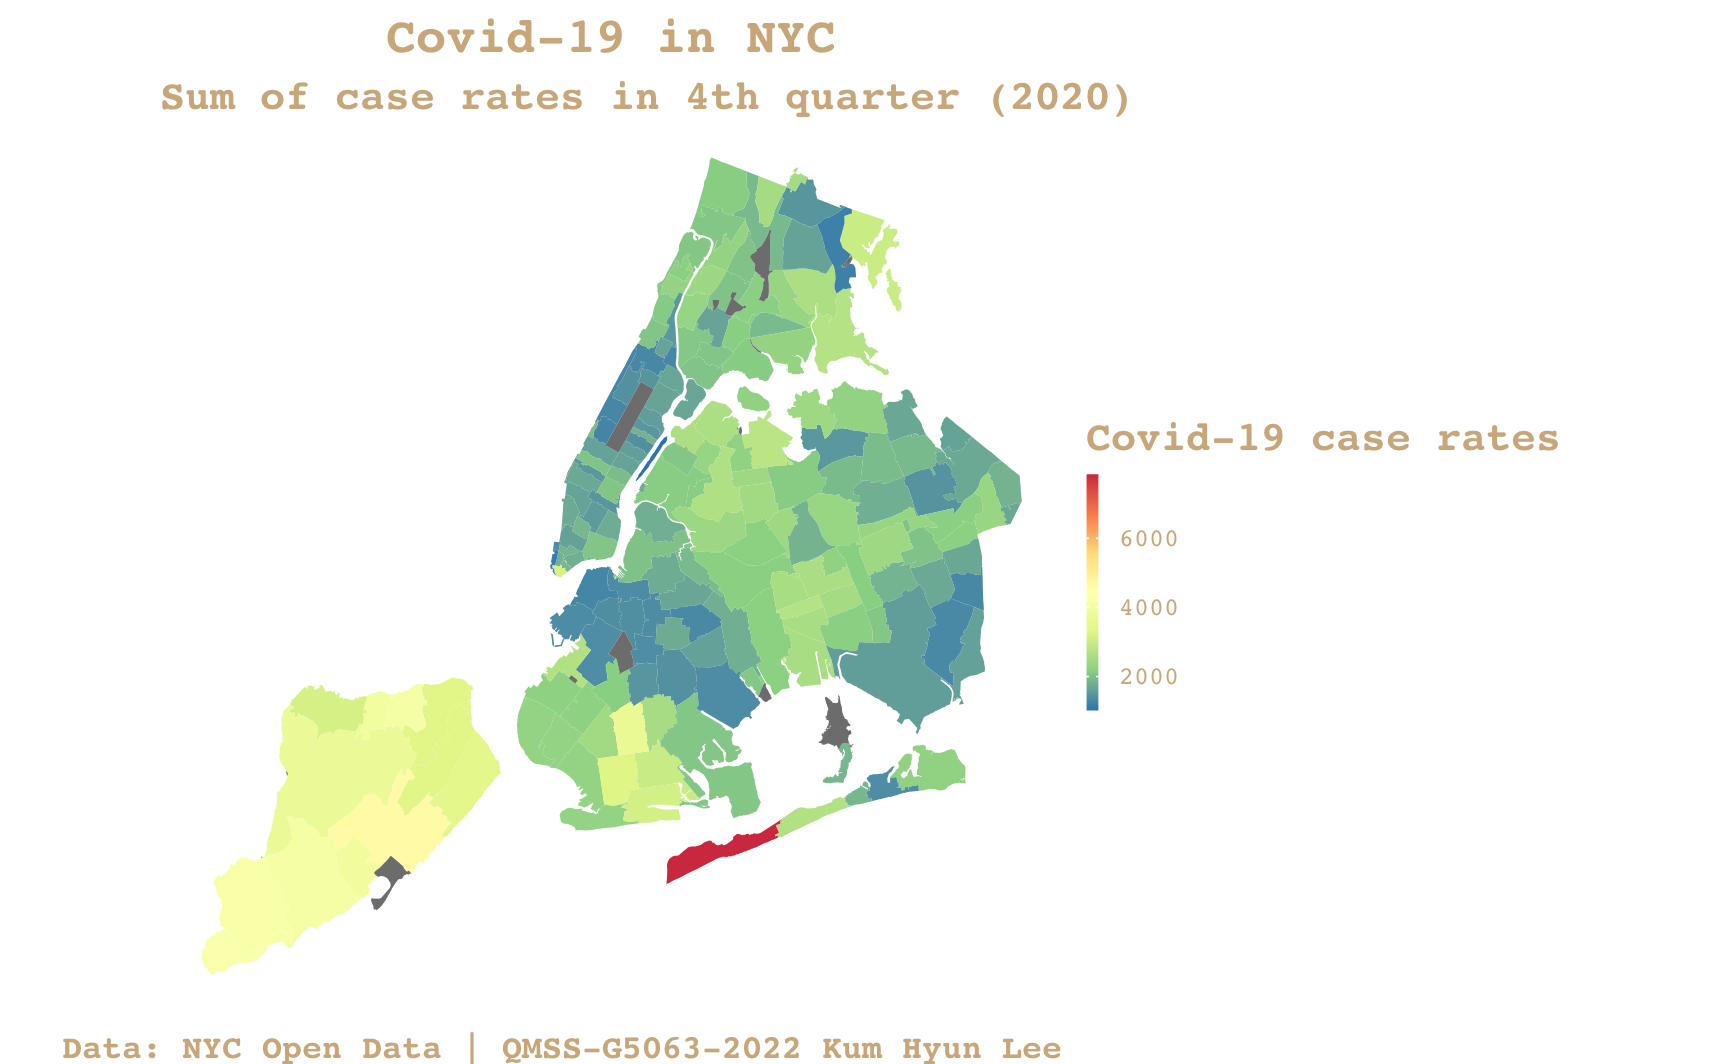 Covid-19 in NYC
Sum of case rates in 4th quarter (2020)
Covid-19 case rates
6000
4000
2000
Data: NYC Open Data | QMSS-G5063-2022 Kum Hyun Lee